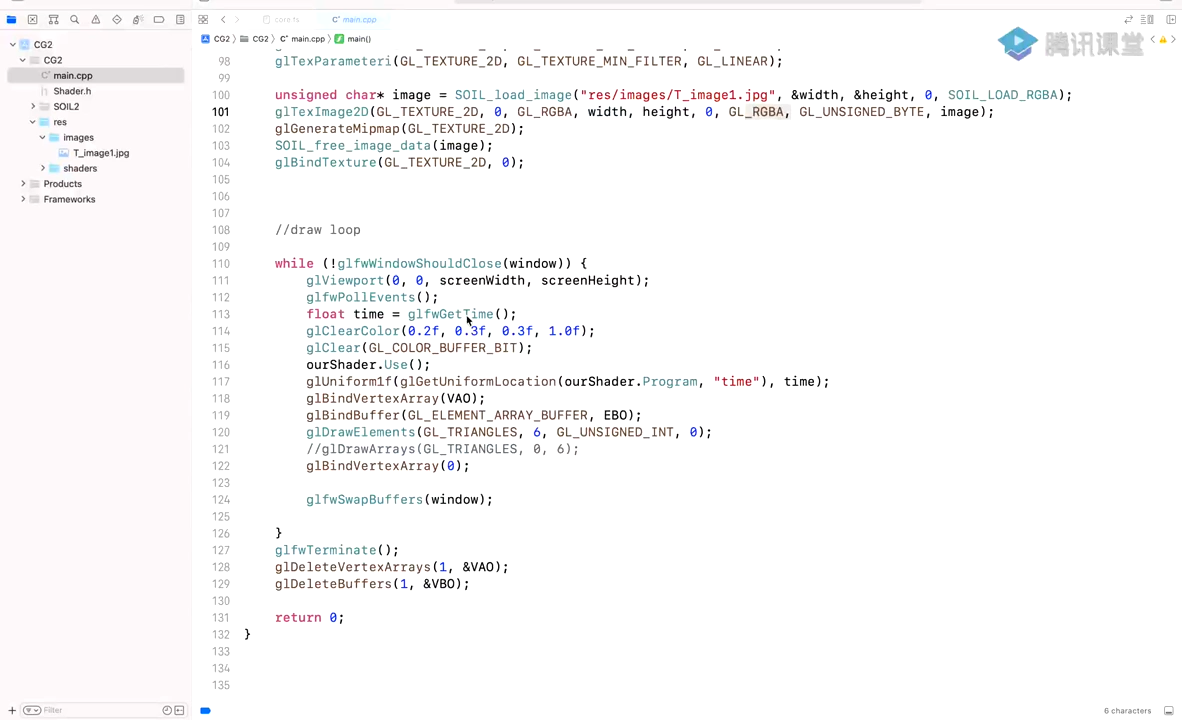 core.ts
main.cpp
CG2
CG2
main.cpp
main()
腾讯课堂
CG2
CG2
main.cpp
Shader.h
SOIL2
res
images
T_image1.jpg
shaders
Products
Frameworks
98 glTexParameteri(GL_TEXTURE_2D, GL_TEXTURE_MIN_FILTER, GL_LINEAR);
99
100 unsigned char* image = SOIL_load_image("res/images/T_image1.jpg", &width, &height, 0, SOIL_LOAD_RGBA);
101 glTexImage2D(GL_TEXTURE_2D, 0, GL_RGBA, width, height, 0, GL_RGBA, GL_UNSIGNED_BYTE, image);
102 glGenerateMipmap(GL_TEXTURE_2D);
103 SOIL_free_image_data(image);
104 glBindTexture(GL_TEXTURE_2D, 0);
105
106
107
108 //draw loop
109
110 while (!glfwWindowShouldClose(window)) {
111 glViewport(0, 0, screenWidth, screenHeight);
112 glfwPollEvents();
113 float time = glfwGetTime();
114 glClearColor(0.2f, 0.3f, 0.3f, 1.0f);
115 glClear(GL_COLOR_BUFFER_BIT);
116 ourShader.Use();
117 glUniform1f(glGetUniformLocation(ourShader.Program, "time"), time);
118 glBindVertexArray(VAO);
119 glBindBuffer(GL_ELEMENT_ARRAY_BUFFER, EBO);
120 glDrawElements(GL_TRIANGLES, 6, GL_UNSIGNED_INT, 0);
121 //glDrawArrays(GL_TRIANGLES, 0, 6);
122 glBindVertexArray(0);
123
124 glfwSwapBuffers(window);
125
126 }
127 glfwTerminate();
128 glDeleteVertexArrays(1, &VAO);
129 glDeleteBuffers(1, &VBO);
130
131 return 0;
132 }
133
134
135
Filter
6 characters